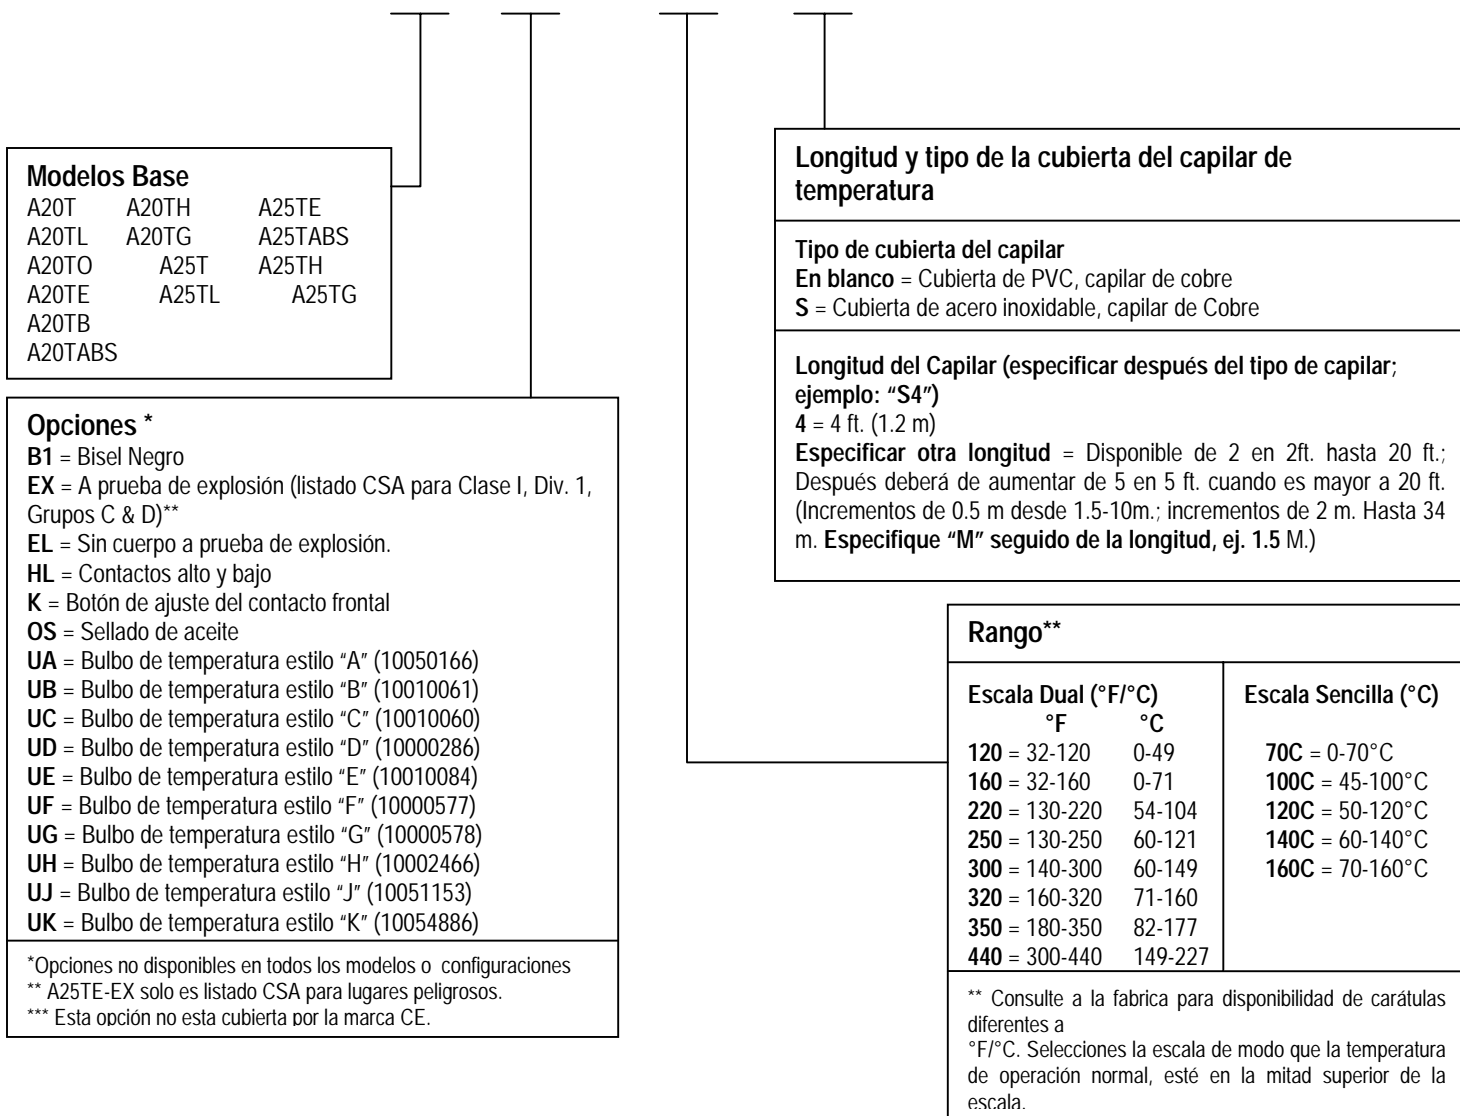 Modelos Base
A20T A20TH A25TE
A20TL A20TG A25TABS
A20TO A25T A25TH
A20TE A25TL A25TG
A20TB
A20TABS
Opciones *
B1 = Bisel Negro
EX = A prueba de explosión (listado CSA para Clase I, Div. 1,
Grupos C & D)**
EL = Sin cuerpo a prueba de explosión.
HL = Contactos alto y bajo
K = Botón de ajuste del contacto frontal
OS = Sellado de aceite
UA = Bulbo de temperatura estilo “A” (10050166)
UB = Bulbo de temperatura estilo “B” (10010061)
UC = Bulbo de temperatura estilo “C” (10010060)
UD = Bulbo de temperatura estilo “D” (10000286)
UE = Bulbo de temperatura estilo “E” (10010084)
UF = Bulbo de temperatura estilo “F” (10000577)
UG = Bulbo de temperatura estilo “G” (10000578)
UH = Bulbo de temperatura estilo “H” (10002466)
UJ = Bulbo de temperatura estilo “J” (10051153)
UK = Bulbo de temperatura estilo “K” (10054886)
*Opciones no disponibles en todos los modelos o configuraciones
** A25TE-EX solo es listado CSA para lugares peligrosos.
*** Esta opción no esta cubierta por la marca CE.
Longitud y tipo de la cubierta del capilar de
temperatura
Tipo de cubierta del capilar
En blanco = Cubierta de PVC, capilar de cobre
S = Cubierta de acero inoxidable, capilar de Cobre
Longitud del Capilar (especificar después del tipo de capilar;
ejemplo: “S4”)
4 = 4 ft. (1.2 m)
Especificar otra longitud = Disponible de 2 en 2ft. hasta 20 ft.;
Después deberá de aumentar de 5 en 5 ft. cuando es mayor a 20 ft.
(Incrementos de 0.5 m desde 1.5-10m.; incrementos de 2 m. Hasta 34
m. Especifique “M” seguido de la longitud, ej. 1.5 M.)
Rango**
Escala Dual (°F/°C) Escala Sencilla (°C)
°F °C
120 = 32-120 0-49 70C = 0-70°C
160 = 32-160 0-71 100C = 45-100°C
220 = 130-220 54-104 120C = 50-120°C
250 = 130-250 60-121 140C = 60-140°C
300 = 140-300 60-149 160C = 70-160°C
320 = 160-320 71-160
350 = 180-350 82-177
440 = 300-440 149-227
** Consulte a la fabrica para disponibilidad de carátulas
diferentes a
°F/°C. Selecciones la escala de modo que la temperatura
de operación normal, esté en la mitad superior de la
escala.